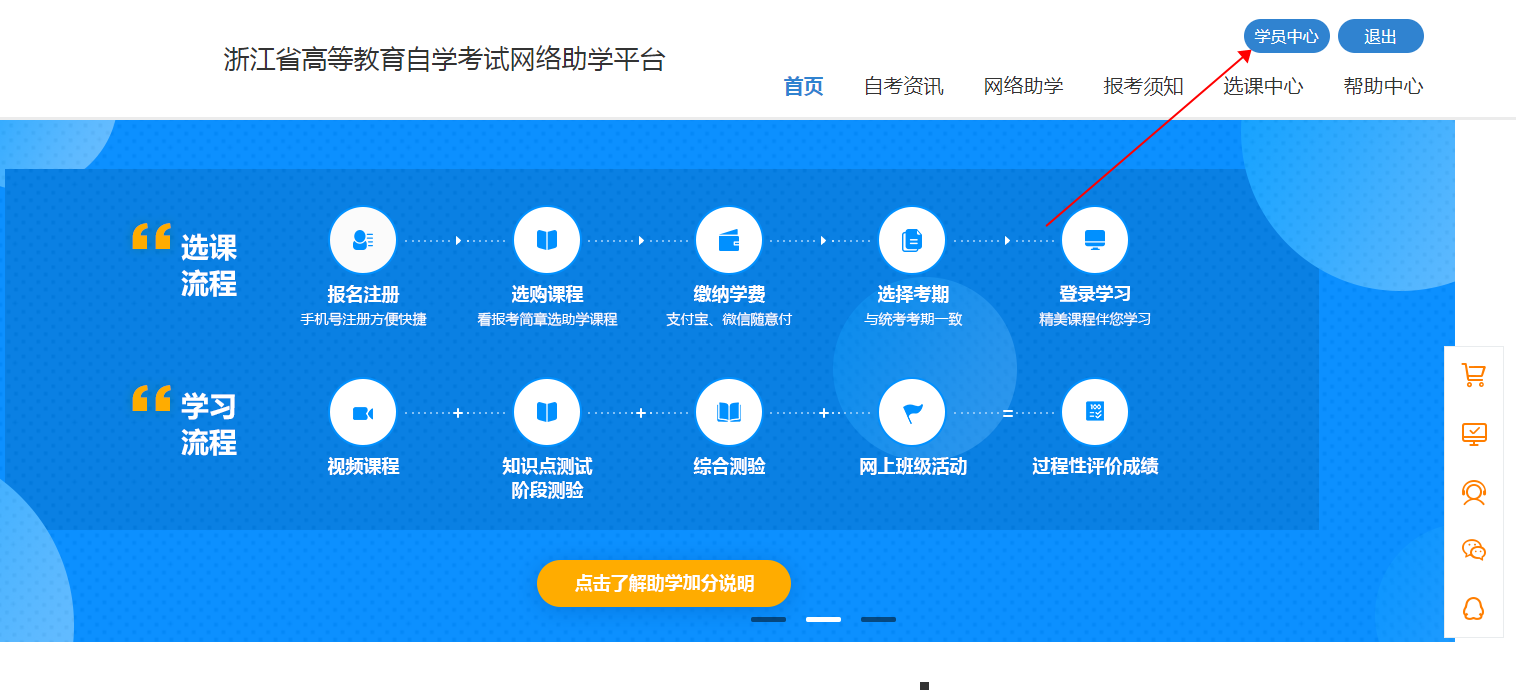 学员中心
退出
浙江省高等教育自学考试网络助学平台
首页
自考资讯
网络助学
报考须知
选课中心
帮助中心
选课
流程
报名注册
手机号注册方便快捷
选购课程
看报考简章选助学课程
缴纳学费
支付宝、微信随意付
选择考期
与统考考期一致
登录学习
精美课程伴您学习
学习
流程
视频课程
+
知识点测试
阶段测验
+
综合测验
+
网上班级活动
=
100
过程性评价成绩
点击了解助学加分说明